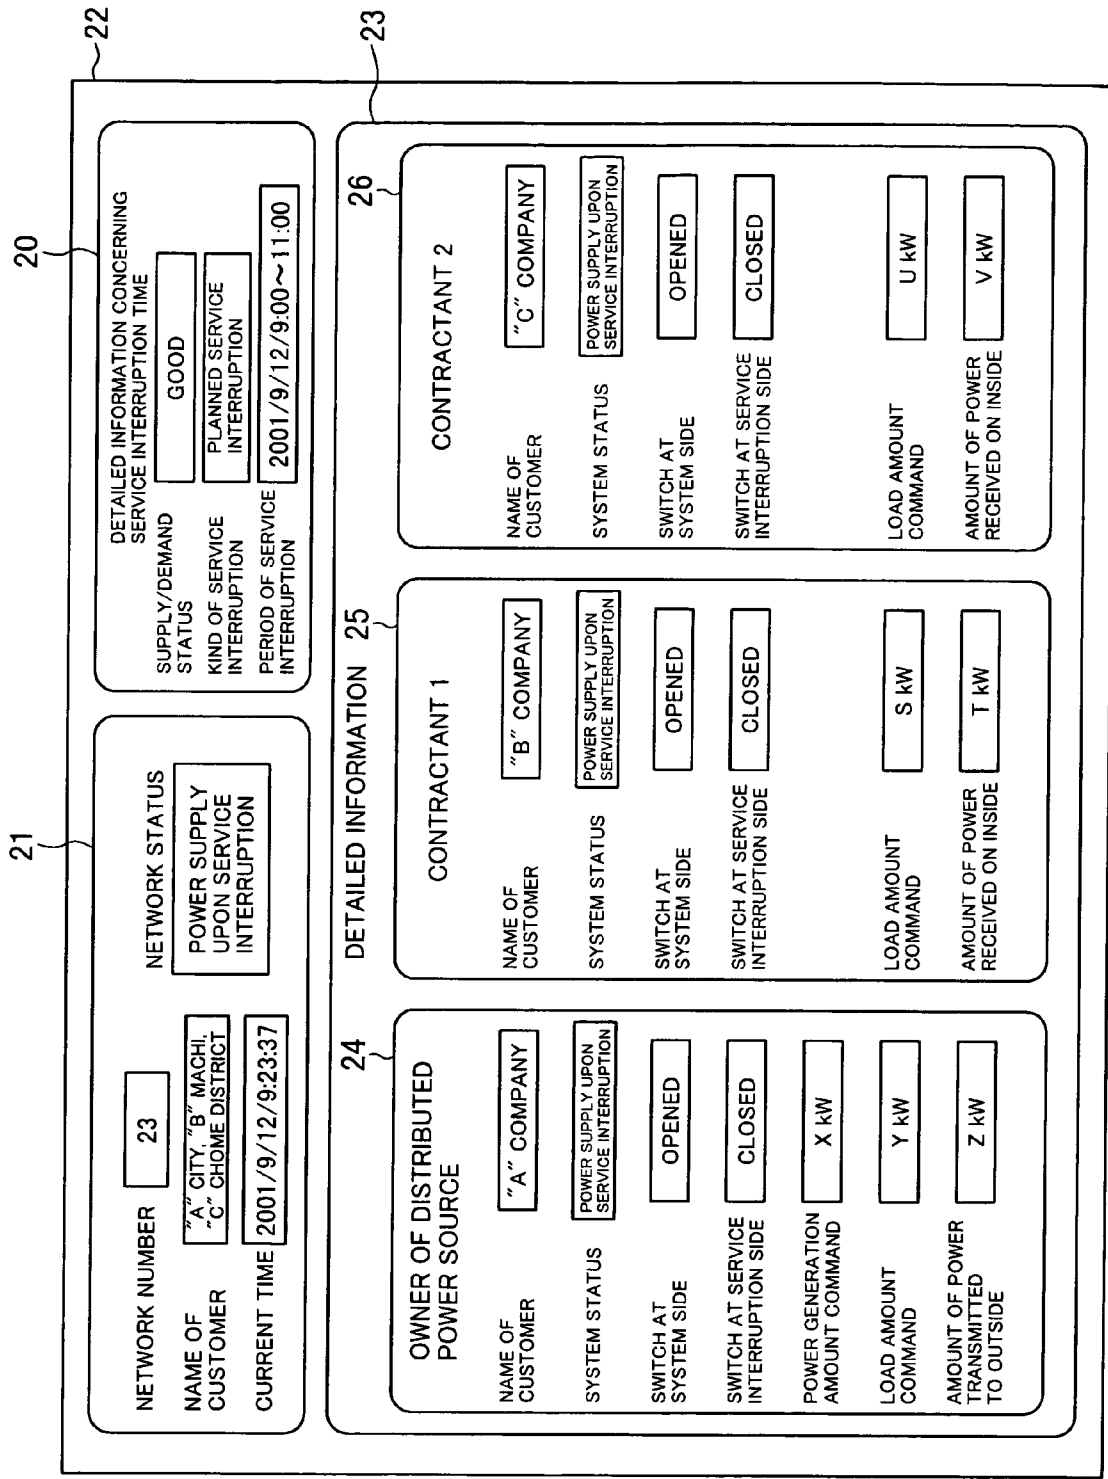 22
21
NETWORK NUMBER
23
NETWORK STATUS
NAME OF
CUSTOMER
"A" CITY, "B" MACHI,
"C" CHOME DISTRICT
POWER SUPPLY
UPON SERVICE
INTERRUPTION
CURRENT TIME
2001/9/12/9:23:37
20
DETAILED INFORMATION CONCERNING
SERVICE INTERRUPTION TIME
SUPPLY/DEMAND
STATUS
GOOD
KIND OF SERVICE
INTERRUPTION
PLANNED SERVICE
INTERRUPTION
PERIOD OF SERVICE
INTERRUPTION
2001/9/12/9:00~11:00
23
DETAILED INFORMATION
24
OWNER OF DISTRIBUTED
POWER SOURCE
NAME OF
CUSTOMER
"A" COMPANY
SYSTEM STATUS
POWER SUPPLY UPON
SERVICE INTERRUPTION
SWITCH AT
SYSTEM SIDE
OPENED
SWITCH AT SERVICE
INTERRUPTION SIDE
CLOSED
POWER GENERATION
AMOUNT COMMAND
X kW
LOAD AMOUNT
COMMAND
Y kW
AMOUNT OF POWER
TRANSMITTED
TO OUTSIDE
Z kW
25
CONTRACTANT 1
NAME OF
CUSTOMER
"B" COMPANY
SYSTEM STATUS
POWER SUPPLY UPON
SERVICE INTERRUPTION
SWITCH AT
SYSTEM SIDE
OPENED
SWITCH AT SERVICE
INTERRUPTION SIDE
CLOSED
LOAD AMOUNT
COMMAND
S kW
AMOUNT OF POWER
RECEIVED ON INSIDE
T kW
26
CONTRACTANT 2
NAME OF
CUSTOMER
"C" COMPANY
SYSTEM STATUS
POWER SUPPLY UPON
SERVICE INTERRUPTION
SWITCH AT
SYSTEM SIDE
OPENED
SWITCH AT SERVICE
INTERRUPTION SIDE
CLOSED
LOAD AMOUNT
COMMAND
U kW
AMOUNT OF POWER
RECEIVED ON INSIDE
V kW